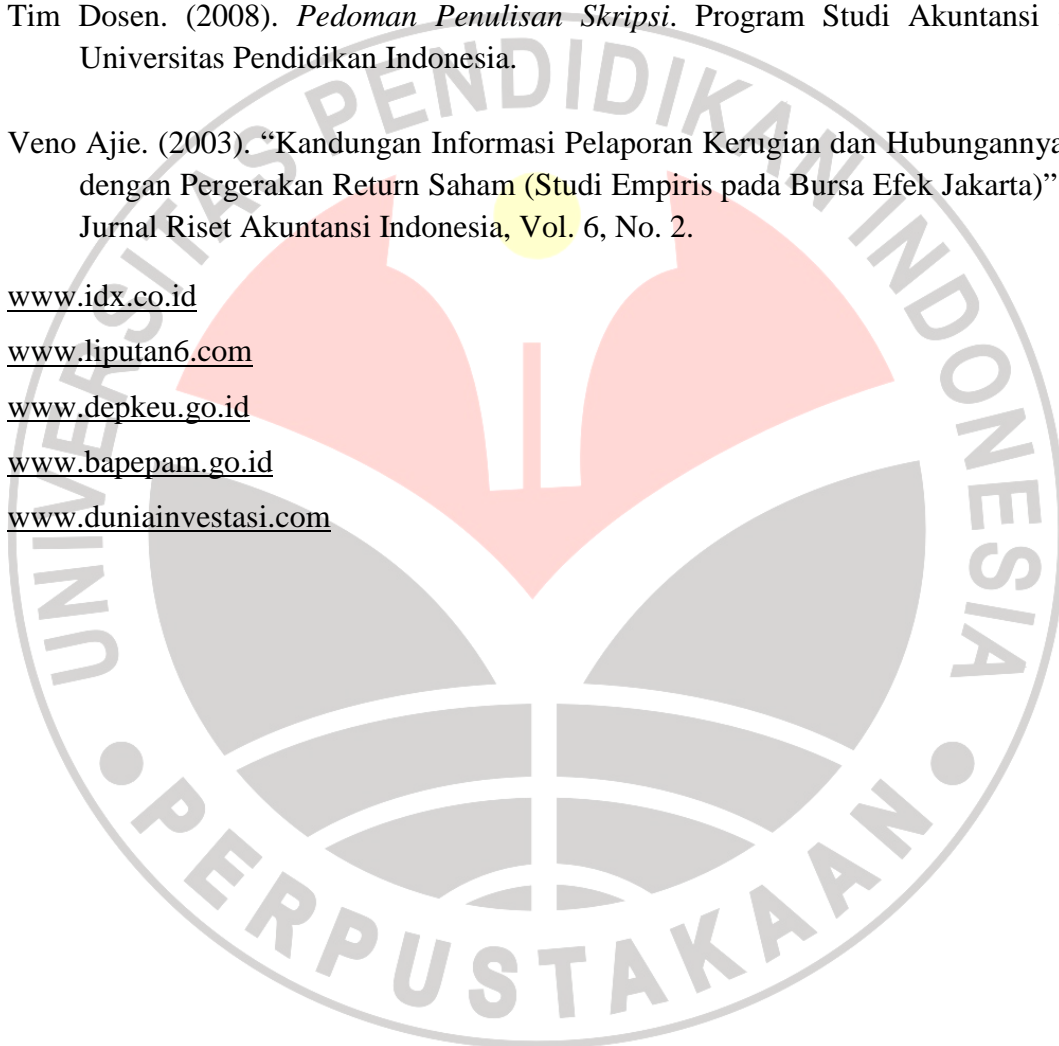 Tim Dosen. (2008). Pedoman Penulisan Skripsi. Program Studi Akuntansi
Universitas Pendidikan Indonesia.
Veno Ajie. (2003). “Kandungan Informasi Pelaporan Kerugian dan Hubungannya
dengan Pergerakan Return Saham (Studi Empiris pada Bursa Efek Jakarta)”
Jurnal Riset Akuntansi Indonesia, Vol. 6, No. 2.
www.idx.co.id
www.liputan6.com
www.depkeu.go.id
www.bapepam.go.id
www.duniainvestasi.com
UNIVERSITAS PENDIDIKAN INDONESIA
PERPUSTAKAAN